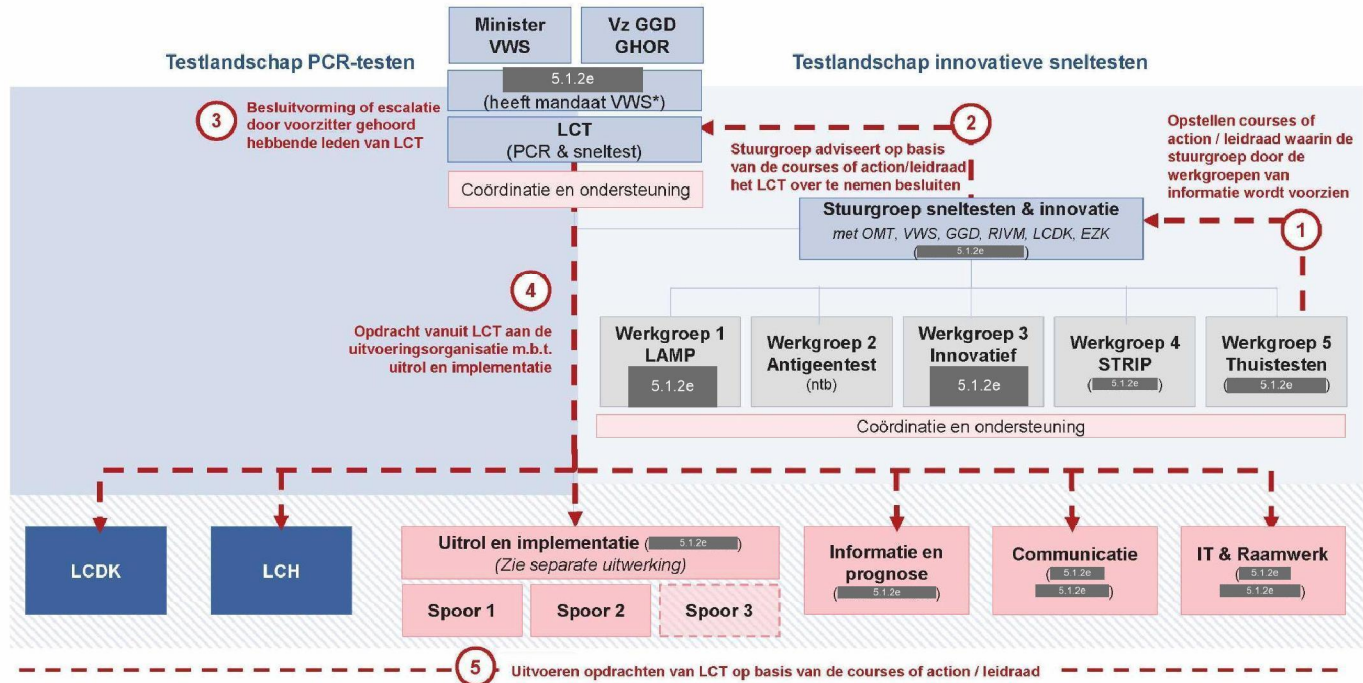 Minister
VWS
Vz GGD
GHOR
Testlandschap PCR-testen
Testlandschap innovatieve sneltesten
5.1.2e
(heeft mandaat VWS*)
3
Besluitvorming of escalatie
door voorzitter gehoord
hebbende leden van LCT
LCT
(PCR & sneltest)
Coördinatie en ondersteuning
2
Stuurgroep adviseert op basis
van de courses of action/leidraad
het LCT over te nemen besluiten
Opstellen courses of
action / leidraad waarin de
stuurgroep door de
werkgroepen van
informatie wordt voorzien
1
Stuurgroep sneltesten & innovatie
met OMT, VWS, GGD, RIVM, LCDK, EZK
(5.1.2e)
4
Opdracht vanuit LCT aan de
uitvoeringsorganisatie m.b.t.
uitrol en implementatie
Werkgroep 1
LAMP
5.1.2e
Werkgroep 2
Antigeentest
(ntb)
Werkgroep 3
Innovatief
5.1.2e
Werkgroep 4
STRIP
(5.1.2e)
Werkgroep 5
Thuistesten
(5.1.2e)
Coördinatie en ondersteuning
LCDK
LCH
Uitrol en implementatie (5.1.2e)
(Zie separate uitwerking)
Spoor 1
Spoor 2
Spoor 3
Informatie en
prognose
(5.1.2e)
Communicatie
(5.1.2e
5.1.2e)
IT & Raamwerk
(5.1.2e
5.1.2e)
5
Uitvoeren opdrachten van LCT op basis van de courses of action / leidraad